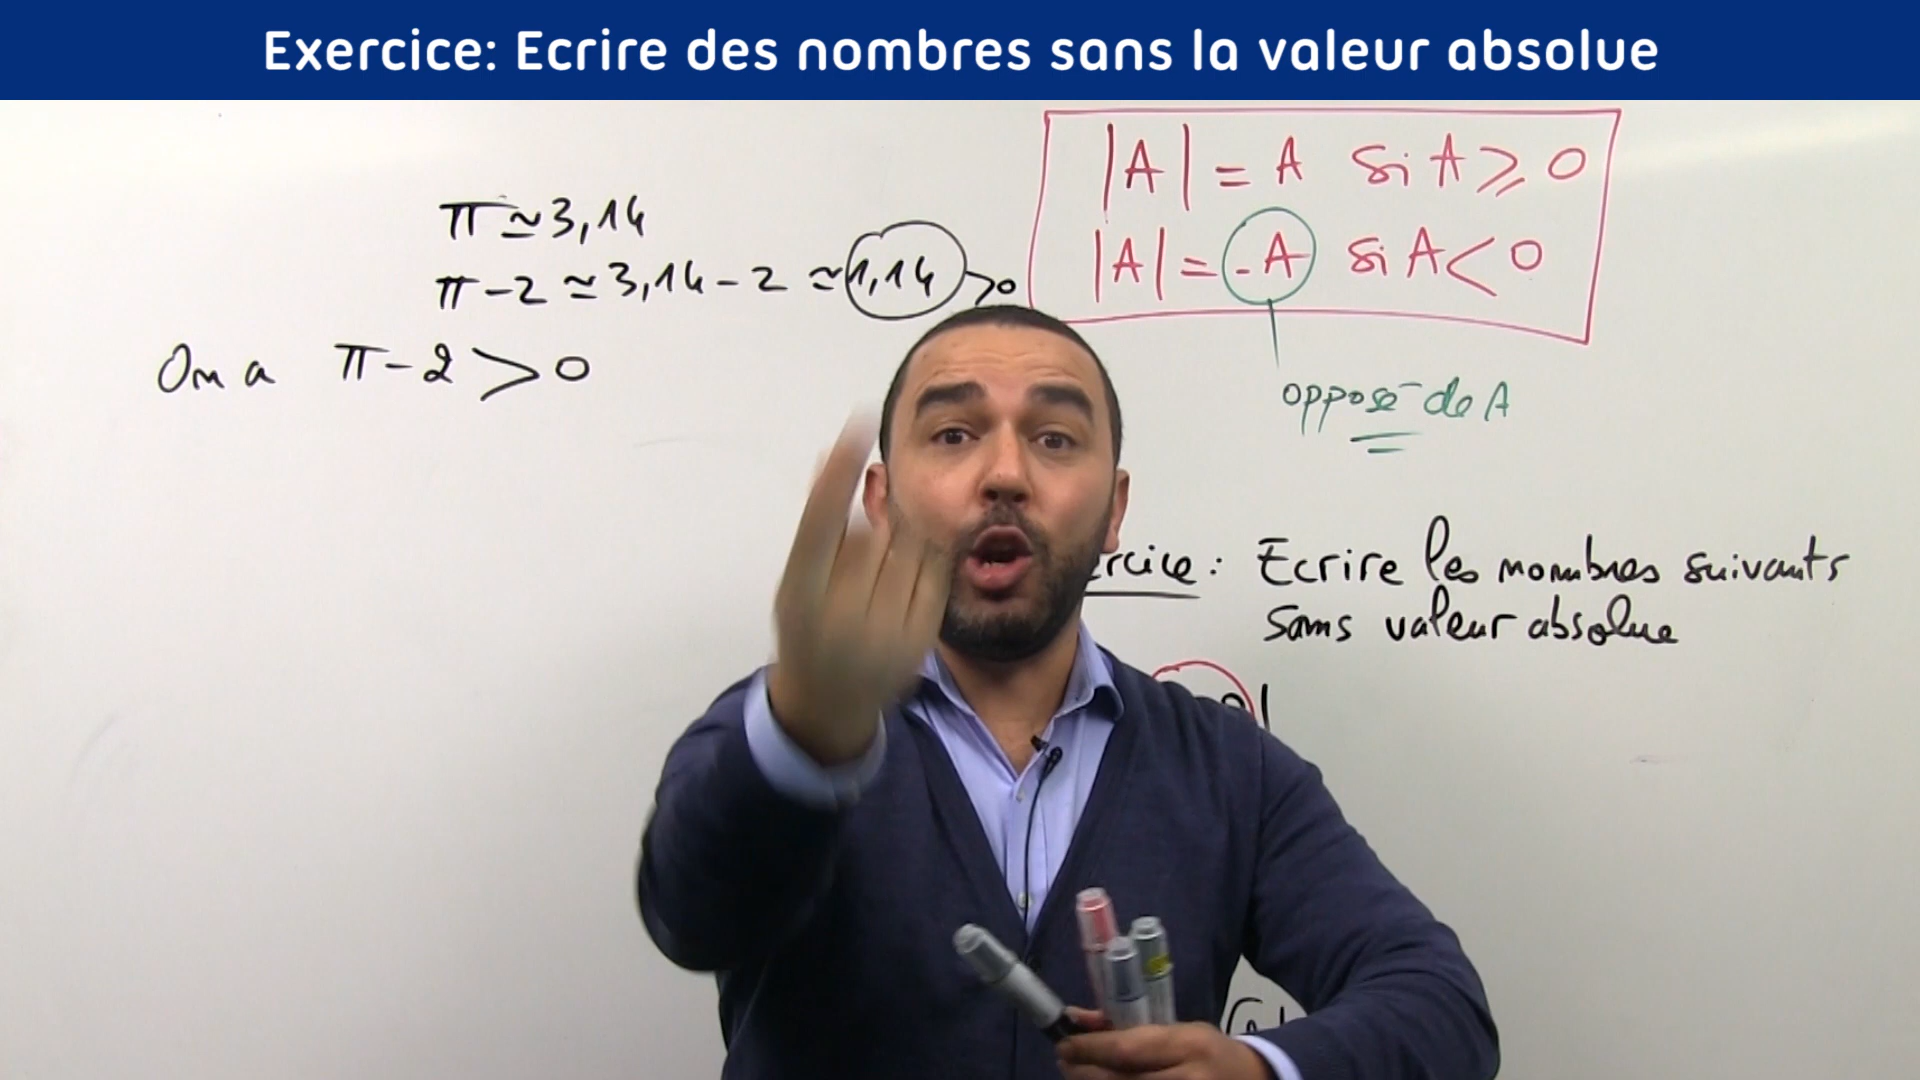 Exercice: Ecrire des nombres sans la valeur absolue
π ≃ 3,14
π - 2 ≃ 3,14 - 2 ≃ 1,14 > 0
On a π - 2 > 0
|A| = A si A ⩾ 0
|A| = -A si A < 0
opposé de A
ercice : Ecrire les nombres suivants
sans valeur absolue